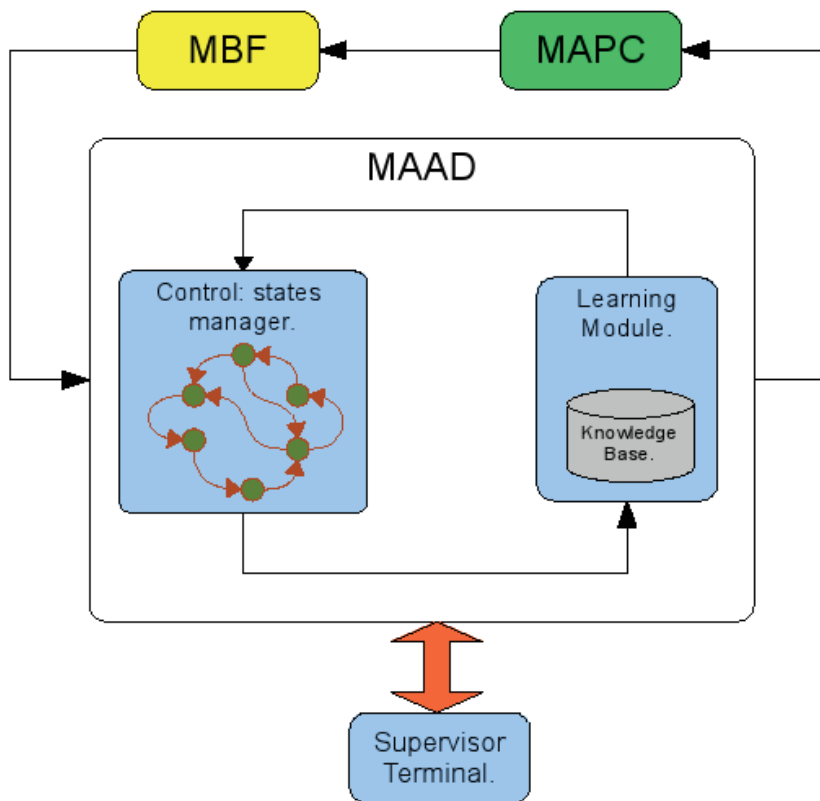 MBF
MAPC
MAAD
Control: states
manager.
Learning
Module.
Knowledge
Base.
Supervisor
Terminal.